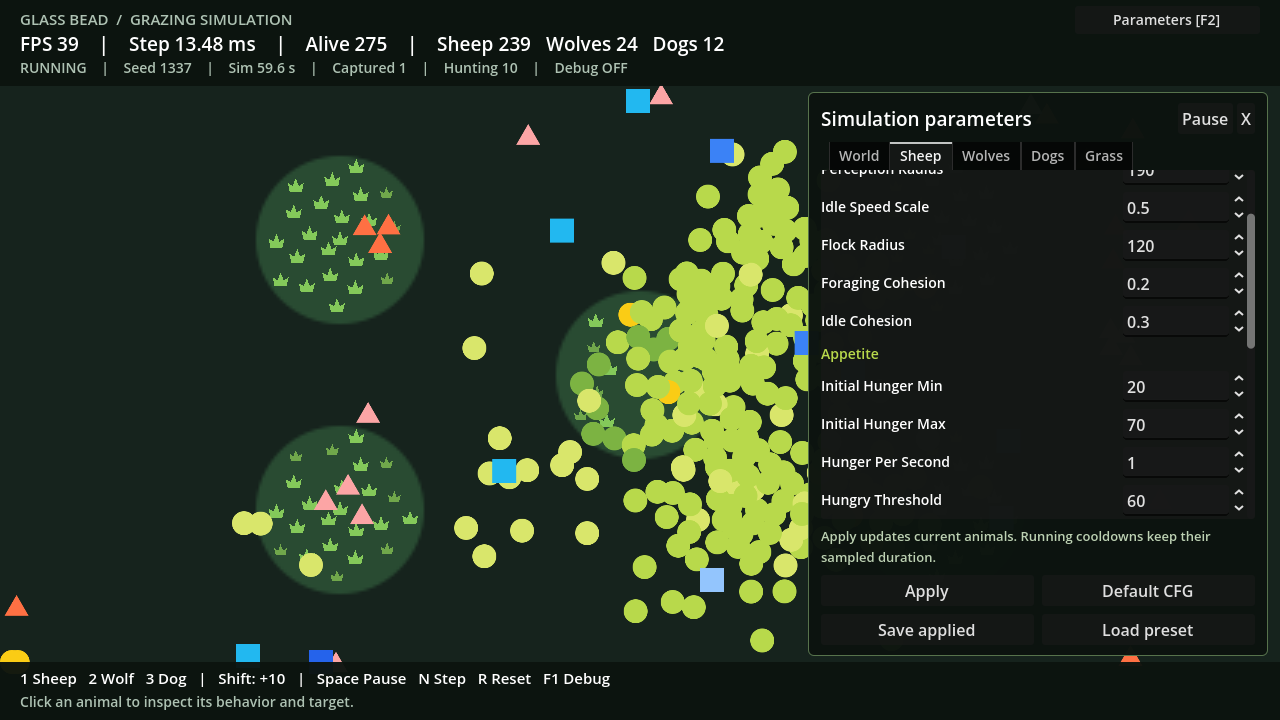 GLASS BEAD / GRAZING SIMULATION
Parameters [F2]
FPS 39 | Step 13.48 ms | Alive 275 | Sheep 239 Wolves 24 Dogs 12
RUNNING | Seed 1337 | Sim 59.6 s | Captured 1 | Hunting 10 | Debug OFF
Simulation parameters
Pause X
World Sheep Wolves Dogs Grass
Perception Radius 190
Idle Speed Scale 0.5
Flock Radius 120
Foraging Cohesion 0.2
Idle Cohesion 0.3
Appetite
Initial Hunger Min 20
Initial Hunger Max 70
Hunger Per Second 1
Hungry Threshold 60
Apply updates current animals. Running cooldowns keep their
sampled duration.
Apply Default CFG
Save applied Load preset
1 Sheep 2 Wolf 3 Dog | Shift: +10 | Space Pause N Step R Reset F1 Debug
Click an animal to inspect its behavior and target.